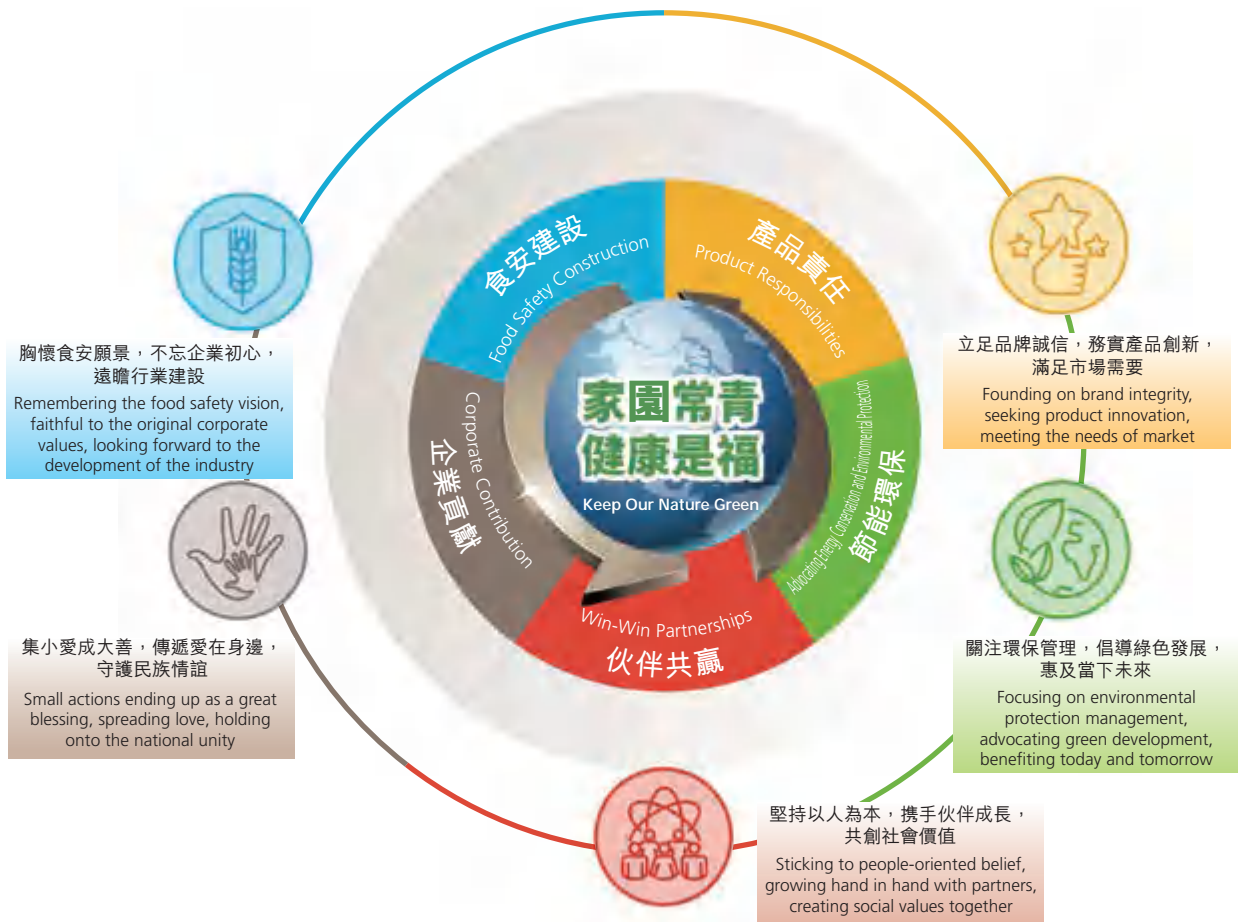 食安建設
Food Safety Construction
產品責任
Product Responsibilities
節能環保
Advocating Energy Conservation and Environmental Protection
伙伴共贏
Win-Win Partnerships
企業貢獻
Corporate Contribution
家園常青
健康是福
Keep Our Nature Green
胸懷食安願景，不忘企業初心，
遠瞻行業建設
Remembering the food safety vision,
faithful to the original corporate
values, looking forward to the
development of the industry
立足品牌誠信，務實產品創新，
滿足市場需要
Founding on brand integrity,
seeking product innovation,
meeting the needs of market
集小愛成大善，傳遞愛在身邊，
守護民族情誼
Small actions ending up as a great
blessing, spreading love, holding
onto the national unity
關注環保管理，倡導綠色發展，
惠及當下未來
Focusing on environmental
protection management,
advocating green development,
benefiting today and tomorrow
堅持以人為本，攜手伙伴成長，
共創社會價值
Sticking to people-oriented belief,
growing hand in hand with partners,
creating social values together